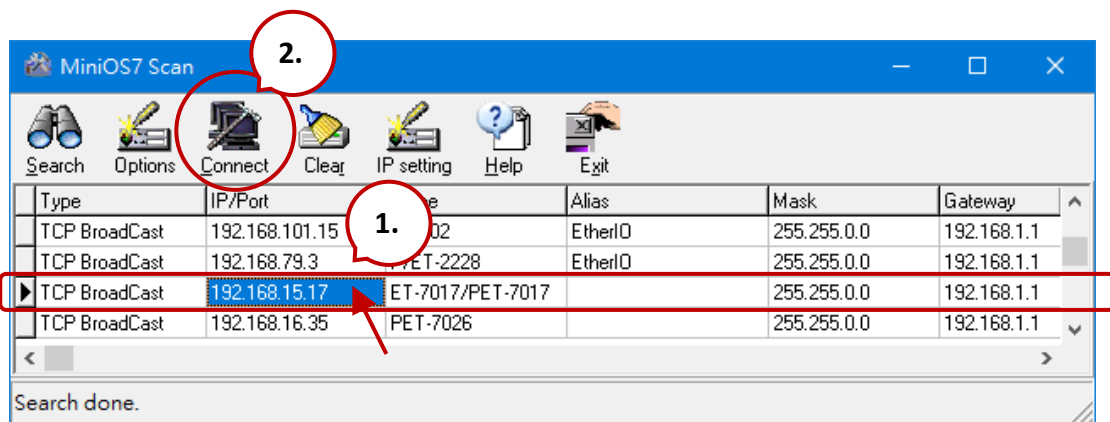 2.
MiniOS7 Scan
Search Options Connect Clear IP setting Help Exit
Type IP/Port Alias Mask Gateway
1.
TCP BroadCast 192.168.101.15 EtherIO 255.255.0.0 192.168.1.1
TCP BroadCast 192.168.79.3 EtherIO 255.255.0.0 192.168.1.1
TCP BroadCast 192.168.15.17 ET-7017/PET-7017 255.255.0.0 192.168.1.1
TCP BroadCast 192.168.16.35 PET-7026 255.255.0.0 192.168.1.1
Search done.